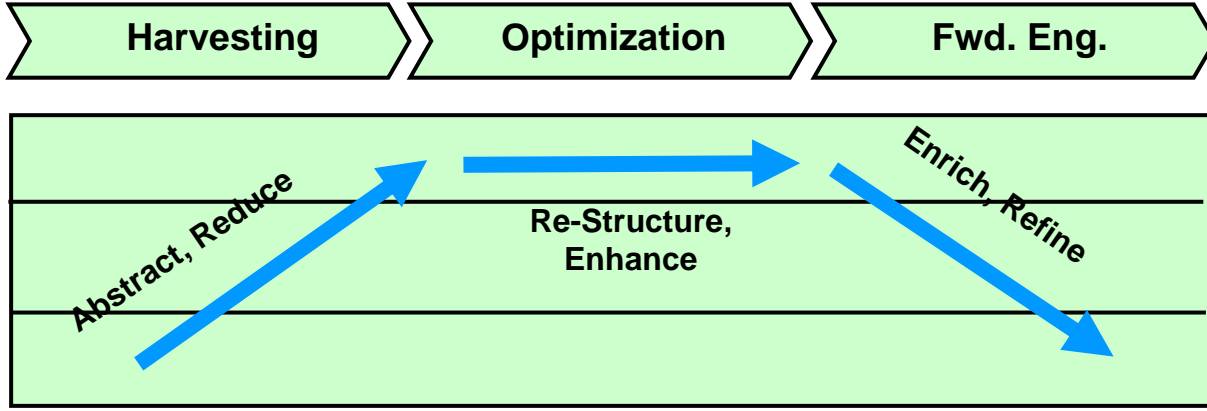 Harvesting
Optimization
Fwd. Eng.
Abstract, Reduce
Re-Structure,
Enhance
Enrich, Refine